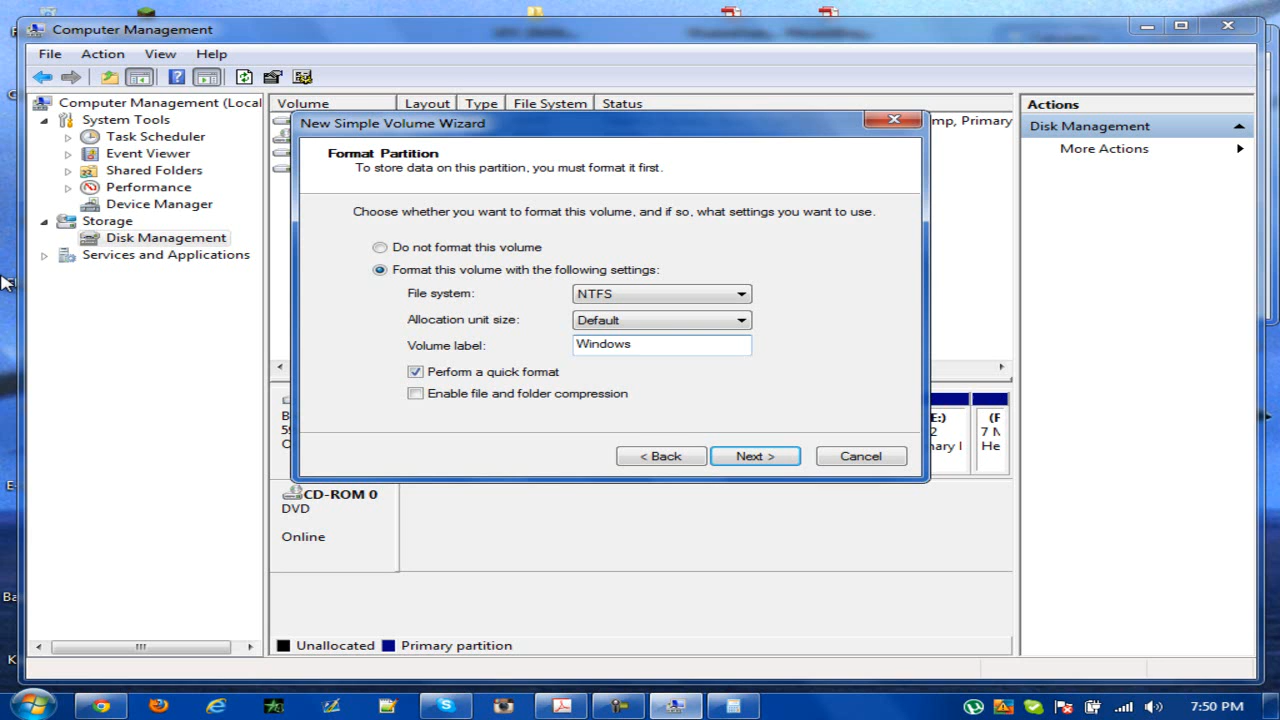 Computer Management
File Action View Help
Computer Management (Local
System Tools
Task Scheduler
Event Viewer
Shared Folders
Performance
Device Manager
Storage
Disk Management
Services and Applications
Volume Layout Type File System Status
mp, Primary
Actions
Disk Management
More Actions
New Simple Volume Wizard
Format Partition
To store data on this partition, you must format it first.
Choose whether you want to format this volume, and if so, what settings you want to use.
Do not format this volume
Format this volume with the following settings:
File system: NTFS
Allocation unit size: Default
Volume label: Windows
Perform a quick format
Enable file and folder compression
< Back Next > Cancel
E:) (F
2 7 M
nary I He
CD-ROM 0
DVD
Online
Unallocated Primary partition
7:50 PM